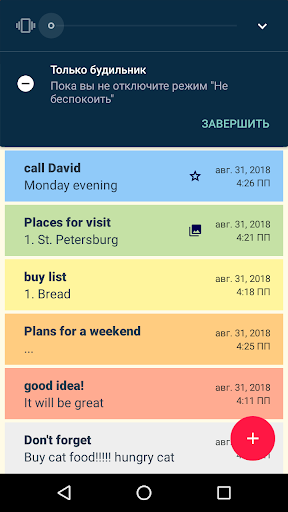 Только будильник
Пока вы не отключите режим "Не
беспокоить"
ЗАВЕРШИТЬ
call David
Monday evening
авг. 31, 2018
4:26 ПП
Places for visit
1. St. Petersburg
авг. 31, 2018
4:21 ПП
buy list
1. Bread
авг. 31, 2018
4:18 ПП
Plans for a weekend
...
авг. 31, 2018
4:25 ПП
good idea!
It will be great
авг. 31, 2018
4:11 ПП
Don't forget
Buy cat food!!!!! hungry cat
авг. 31, 2018